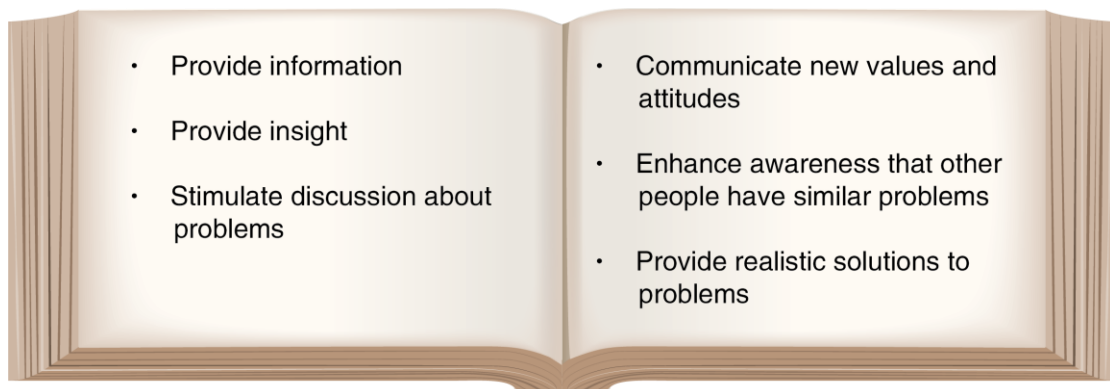 • Provide information
• Provide insight
• Stimulate discussion about
problems
• Communicate new values and
attitudes
• Enhance awareness that other
people have similar problems
• Provide realistic solutions to
problems